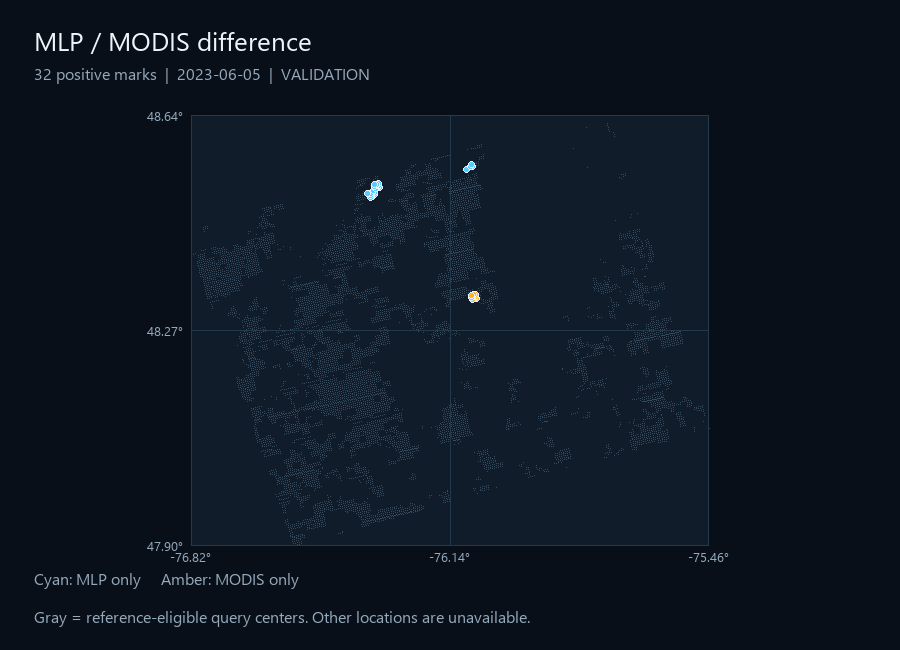 MLP / MODIS difference
32 positive marks | 2023-06-05 | VALIDATION
48.64°
48.27°
47.90°
-76.82° -76.14° -75.46°
Cyan: MLP only Amber: MODIS only
Gray = reference-eligible query centers. Other locations are unavailable.